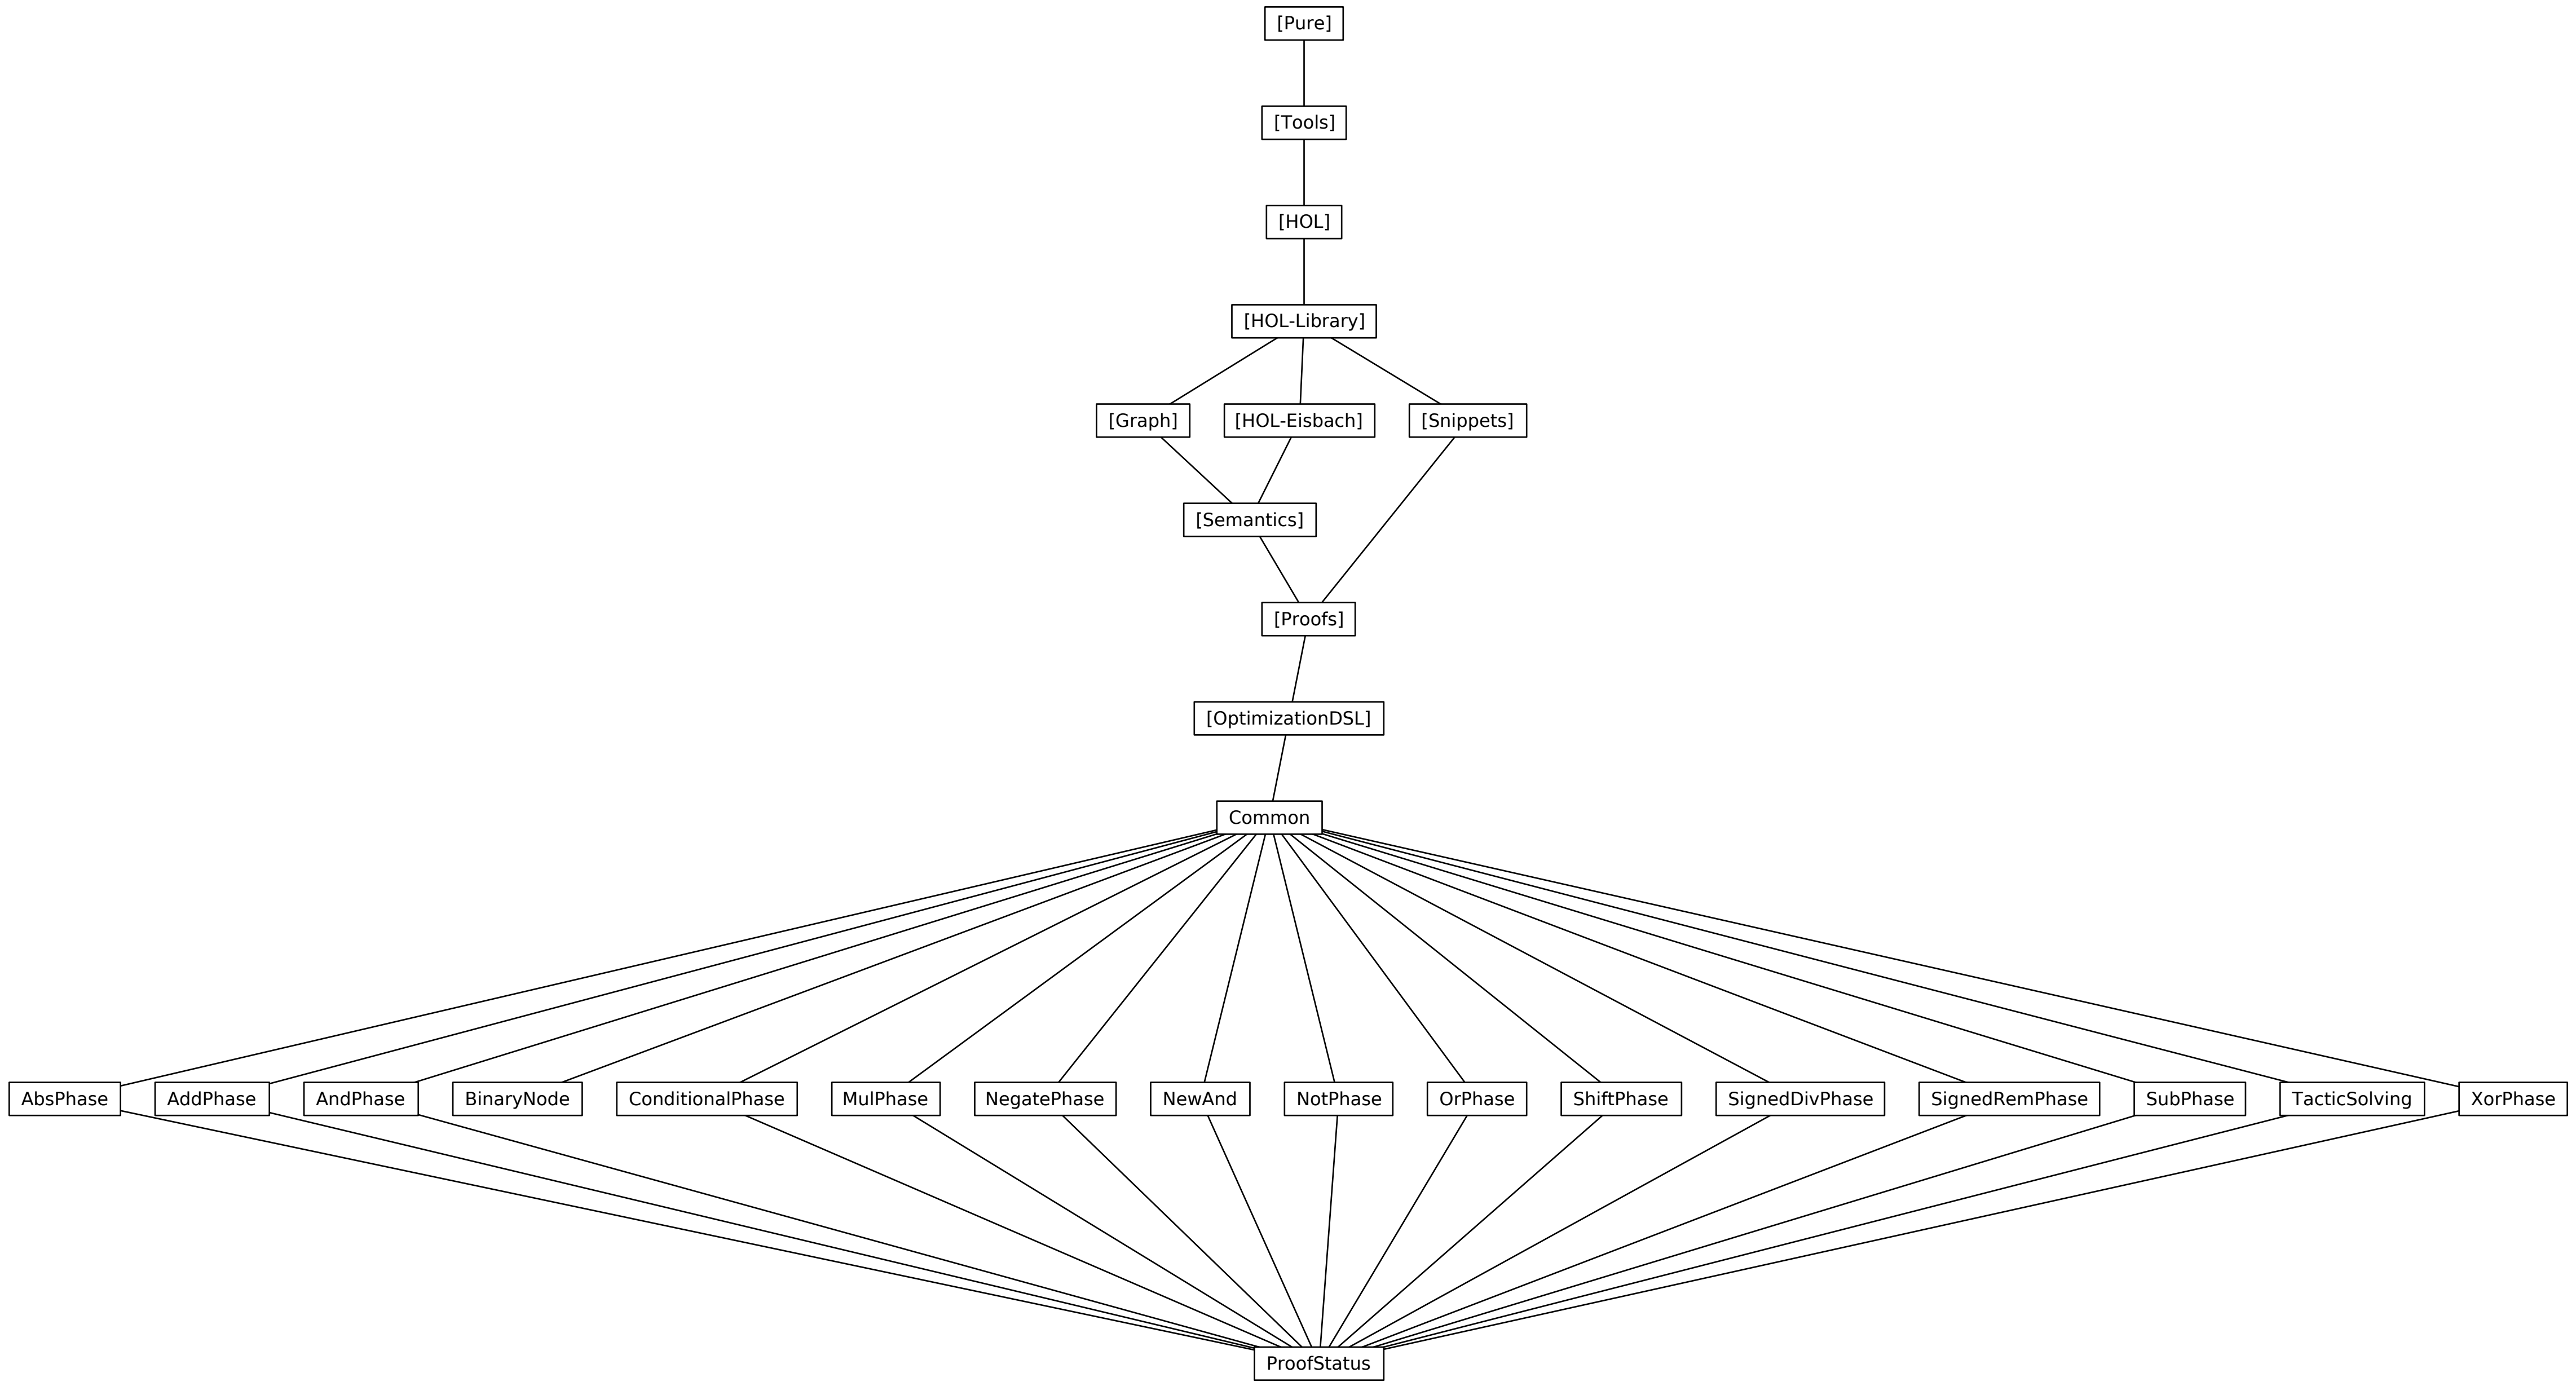 [Pure]
[Tools]
[HOL]
[HOL-Library]
[Graph] [HOL-Eisbach] [Snippets]
[Semantics]
[Proofs]
[OptimizationDSL]
Common
AbsPhase AddPhase AndPhase BinaryNode ConditionalPhase MulPhase NegatePhase NewAnd NotPhase OrPhase ShiftPhase SignedDivPhase SignedRemPhase SubPhase TacticSolving XorPhase
ProofStatus